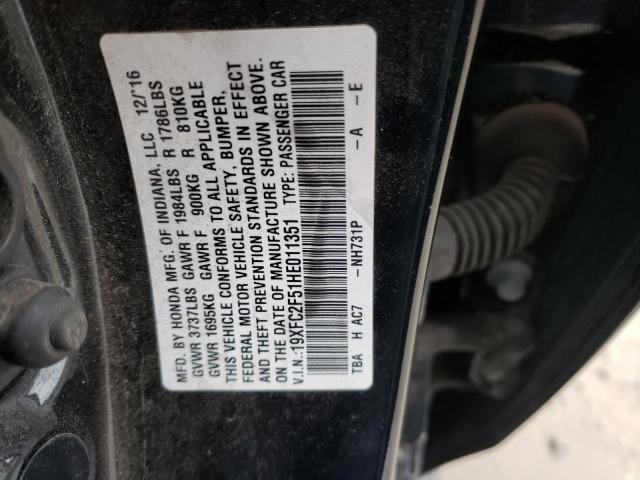 MFD. BY HONDA MFG. OF INDIANA, LLC 12/'16
GVWR 3737LBS GAWR F 1984LBS R 1786LBS
GVWR 1695KG GAWR F 900KG R 810KG
THIS VEHICLE CONFORMS TO ALL APPLICABLE
FEDERAL MOTOR VEHICLE SAFETY, BUMPER,
AND THEFT PREVENTION STANDARDS IN EFFECT
ON THE DATE OF MANUFACTURE SHOWN ABOVE.
V.I.N.:19XFC2F51HE011351 TYPE: PASSENGER CAR
TBA H AC7 -NH731P -A -E